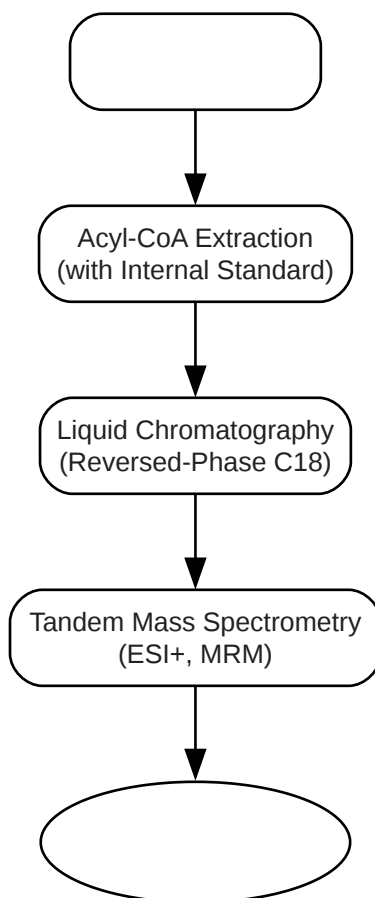 Acyl-CoA Extraction
(with Internal Standard)
Liquid Chromatography
(Reversed-Phase C18)
Tandem Mass Spectrometry
(ESI+, MRM)